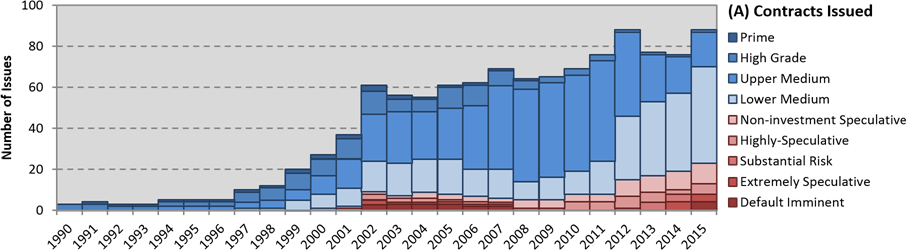 (A) Contracts Issued
Number of Issues
100
80
60
40
20
0
1990 1991 1992 1993 1994 1995 1996 1997 1998 1999 2000 2001 2002 2003 2004 2005 2006 2007 2008 2009 2010 2011 2012 2013 2014 2015
Prime
High Grade
Upper Medium
Lower Medium
Non-investment Speculative
Highly-Speculative
Substantial Risk
Extremely Speculative
Default Imminent